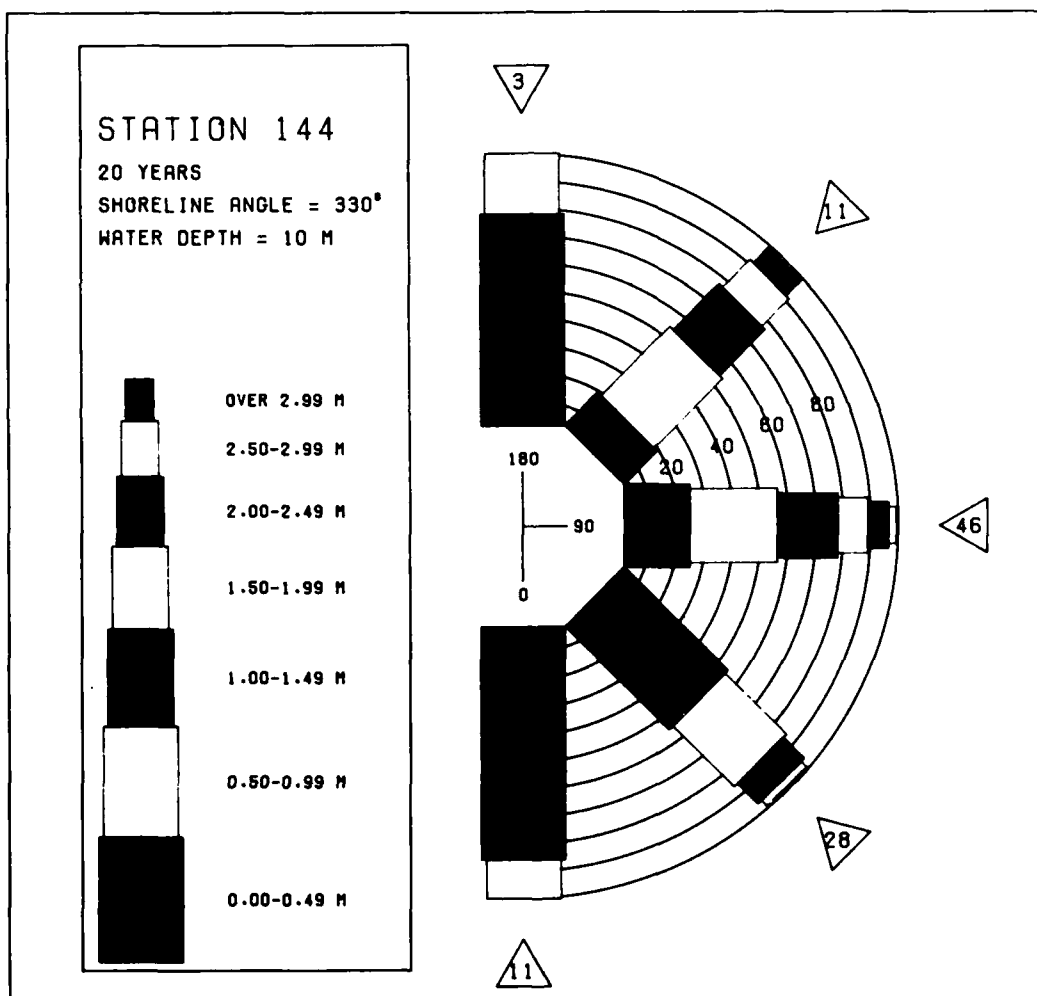 STATION 144
20 YEARS
SHORELINE ANGLE = 330°
WATER DEPTH = 10 M
OVER 2.99 M
2.50-2.99 M
2.00-2.49 M
1.50-1.99 M
1.00-1.49 M
0.50-0.99 M
0.00-0.49 M
3
11
80
60
40
20
180
90
0
46
28
11